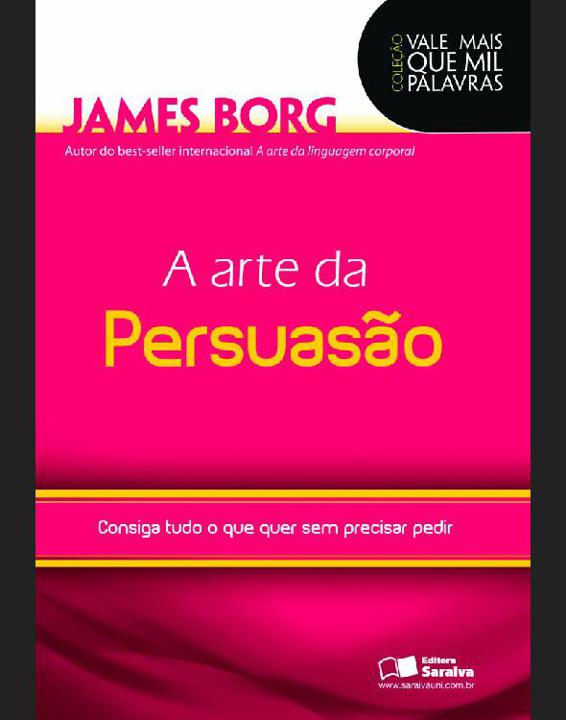 COLEÇÃO
VALE MAIS
QUE MIL
PALAVRAS
JAMES BORG
Autor do best-seller internacional A arte da linguagem corporal
A arte da
Persuasão
Consiga tudo o que quer sem precisar pedir
Editora
Saraiva
www.saraivauni.com.br